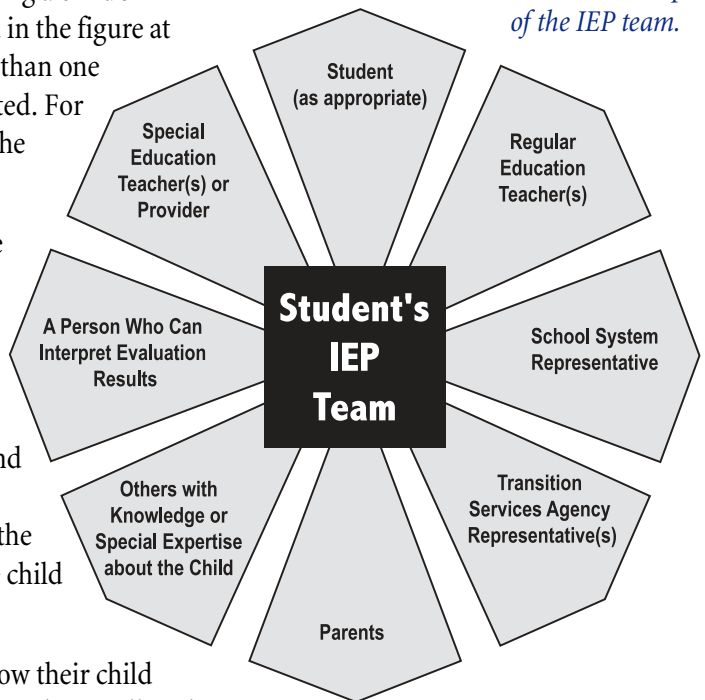 in the figure at
of the IEP team.
than one
ted. For
he
nd
the
child
ow their child
Student
(as appropriate)
Regular
Education
Teacher(s)
School System
Representative
Transition
Services Agency
Representative(s)
Parents
Others with
Knowledge or
Special Expertise
about the Child
A Person Who Can
Interpret Evaluation
Results
Special
Education
Teacher(s) or
Provider
Student's
IEP
Team